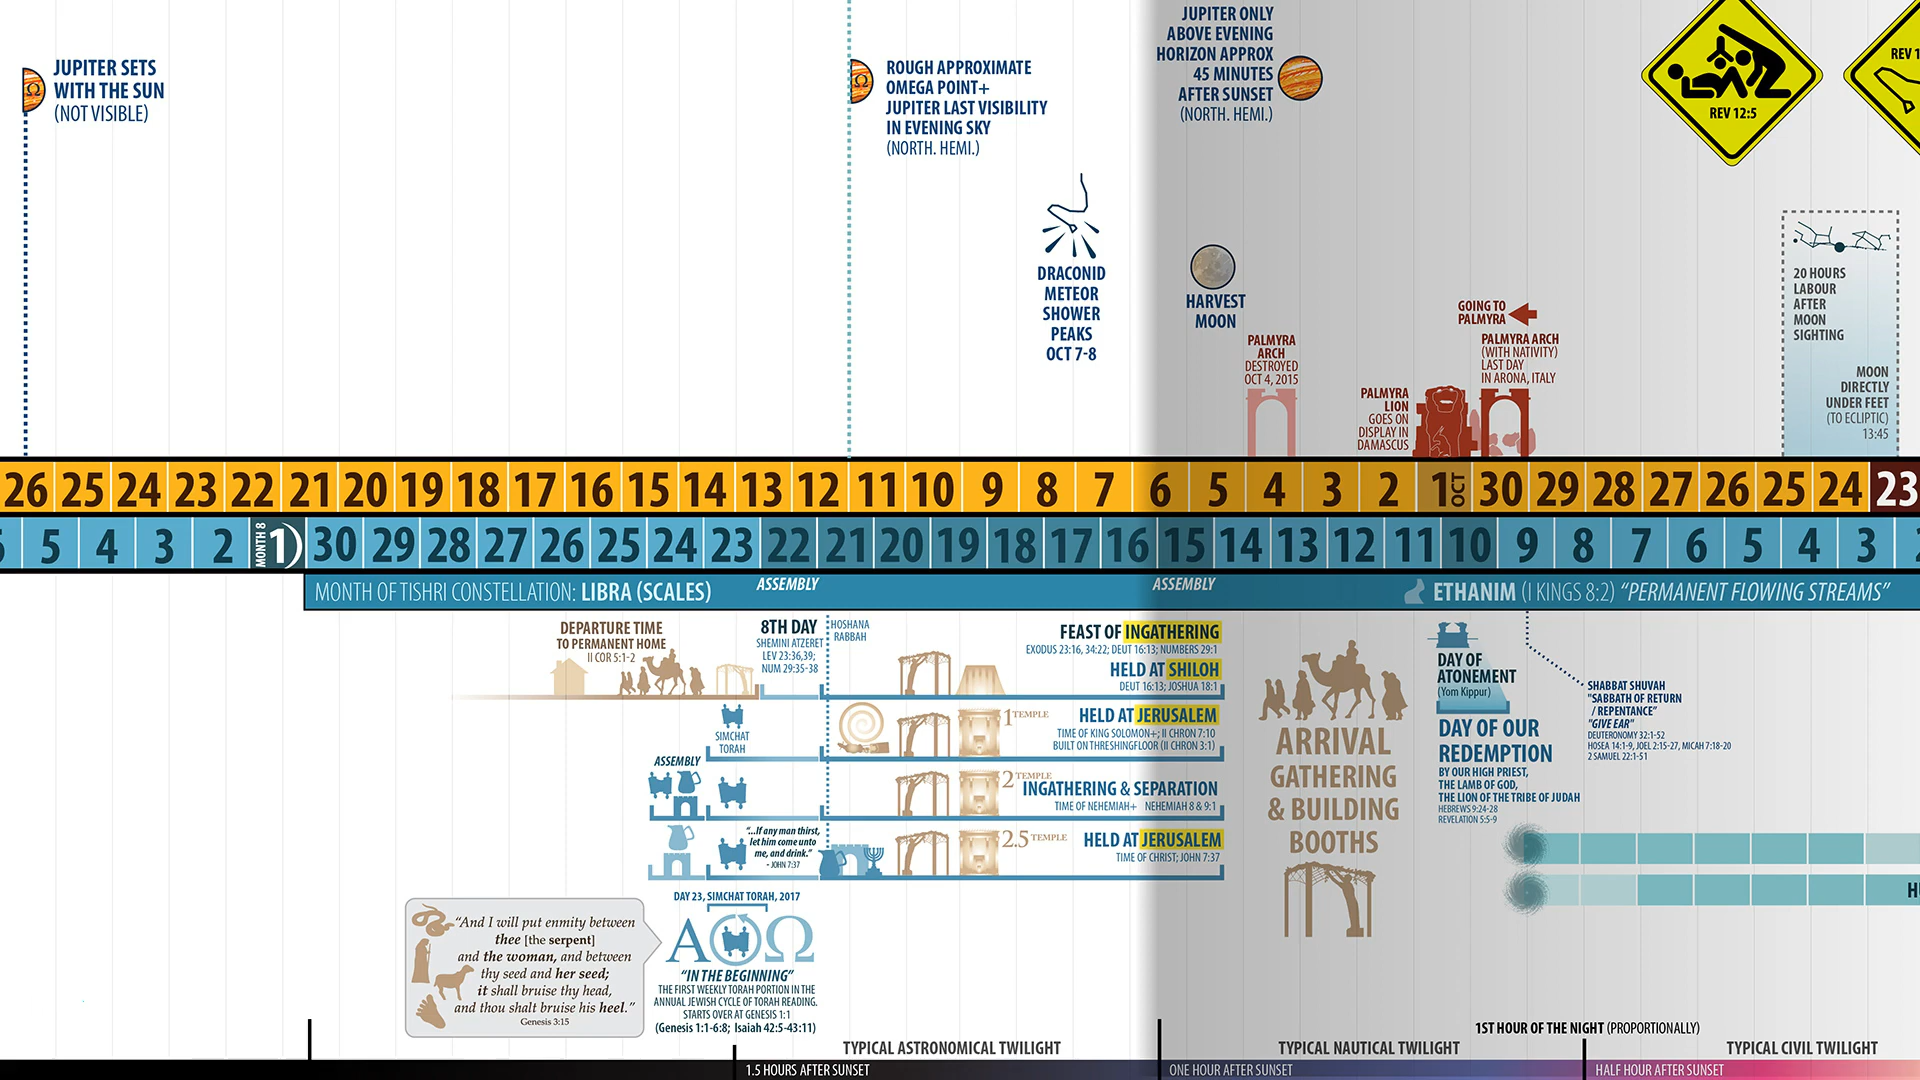 JUPITER SETS
WITH THE SUN
(NOT VISIBLE)
Ω
ROUGH APPROXIMATE
OMEGA POINT+
JUPITER LAST VISIBILITY
IN EVENING SKY
(NORTH. HEMI.)
Ω
DRACONID
METEOR
SHOWER
PEAKS
OCT 7-8
JUPITER ONLY
ABOVE EVENING
HORIZON APPROX
45 MINUTES
AFTER SUNSET
(NORTH. HEMI.)
HARVEST
MOON
PALMYRA
ARCH
DESTROYED
OCT 4, 2015
GOING TO
PALMYRA
PALMYRA
LION
GOES ON
DISPLAY IN
DAMASCUS
PALMYRA ARCH
(WITH NATIVITY)
LAST DAY
IN ARONA, ITALY
REV 12:5
REV 1
20 HOURS
LABOUR
AFTER
MOON
SIGHTING
MOON
DIRECTLY
UNDER FEET
(TO ECLIPTIC)
13:45
26 25 24 23 22 21 20 19 18 17 16 15 14 13 12 11 10 9 8 7 6 5 4 3 2 1 OCT 30 29 28 27 26 25 24 23
5 4 3 2 MONTH 8 1 30 29 28 27 26 25 24 23 22 21 20 19 18 17 16 15 14 13 12 11 10 9 8 7 6 5 4 3
MONTH OF TISHRI CONSTELLATION: LIBRA (SCALES)
ASSEMBLY
ASSEMBLY
ETHANIM (I KINGS 8:2) "PERMANENT FLOWING STREAMS"
DEPARTURE TIME
TO PERMANENT HOME
II COR 5:1-2
8TH DAY
SHEMINI ATZERET
LEV 23:36,39;
NUM 29:35-38
HOSHANA
RABBAH
FEAST OF INGATHERING
EXODUS 23:16, 34:22; DEUT 16:13; NUMBERS 29:1
HELD AT SHILOH
DEUT 16:13; JOSHUA 18:1
SIMCHAT
TORAH
1 TEMPLE
HELD AT JERUSALEM
TIME OF KING SOLOMON+; II CHRON 7:10
BUILT ON THRESHINGFLOOR (II CHRON 3:1)
ASSEMBLY
2 TEMPLE
INGATHERING & SEPARATION
TIME OF NEHEMIAH+ NEHEMIAH 8 & 9:1
"...If any man thirst,
let him come unto
me, and drink."
- JOHN 7:37
2.5 TEMPLE
HELD AT JERUSALEM
TIME OF CHRIST; JOHN 7:37
ARRIVAL
GATHERING
& BUILDING
BOOTHS
DAY OF
ATONEMENT
(Yom Kippur)
DAY OF OUR
REDEMPTION
BY OUR HIGH PRIEST,
THE LAMB OF GOD,
THE LION OF THE TRIBE OF JUDAH
HEBREWS 9:24-28
REVELATION 5:5-9
SHABBAT SHUVAH
"SABBATH OF RETURN
/ REPENTANCE"
"GIVE EAR"
DEUTERONOMY 32:1-52
HOSEA 14:1-9, JOEL 2:15-27, MICAH 7:18-20
2 SAMUEL 22:1-51
"And I will put enmity between
thee [the serpent]
and the woman, and between
thy seed and her seed;
it shall bruise thy head,
and thou shalt bruise his heel."
Genesis 3:15
DAY 23, SIMCHAT TORAH, 2017
Α Ω
"IN THE BEGINNING"
THE FIRST WEEKLY TORAH PORTION IN THE
ANNUAL JEWISH CYCLE OF TORAH READING.
STARTS OVER AT GENESIS 1:1
(Genesis 1:1-6:8; Isaiah 42:5-43:11)
1ST HOUR OF THE NIGHT (PROPORTIONALLY)
TYPICAL ASTRONOMICAL TWILIGHT
TYPICAL NAUTICAL TWILIGHT
TYPICAL CIVIL TWILIGHT
1.5 HOURS AFTER SUNSET
ONE HOUR AFTER SUNSET
HALF HOUR AFTER SUNSET